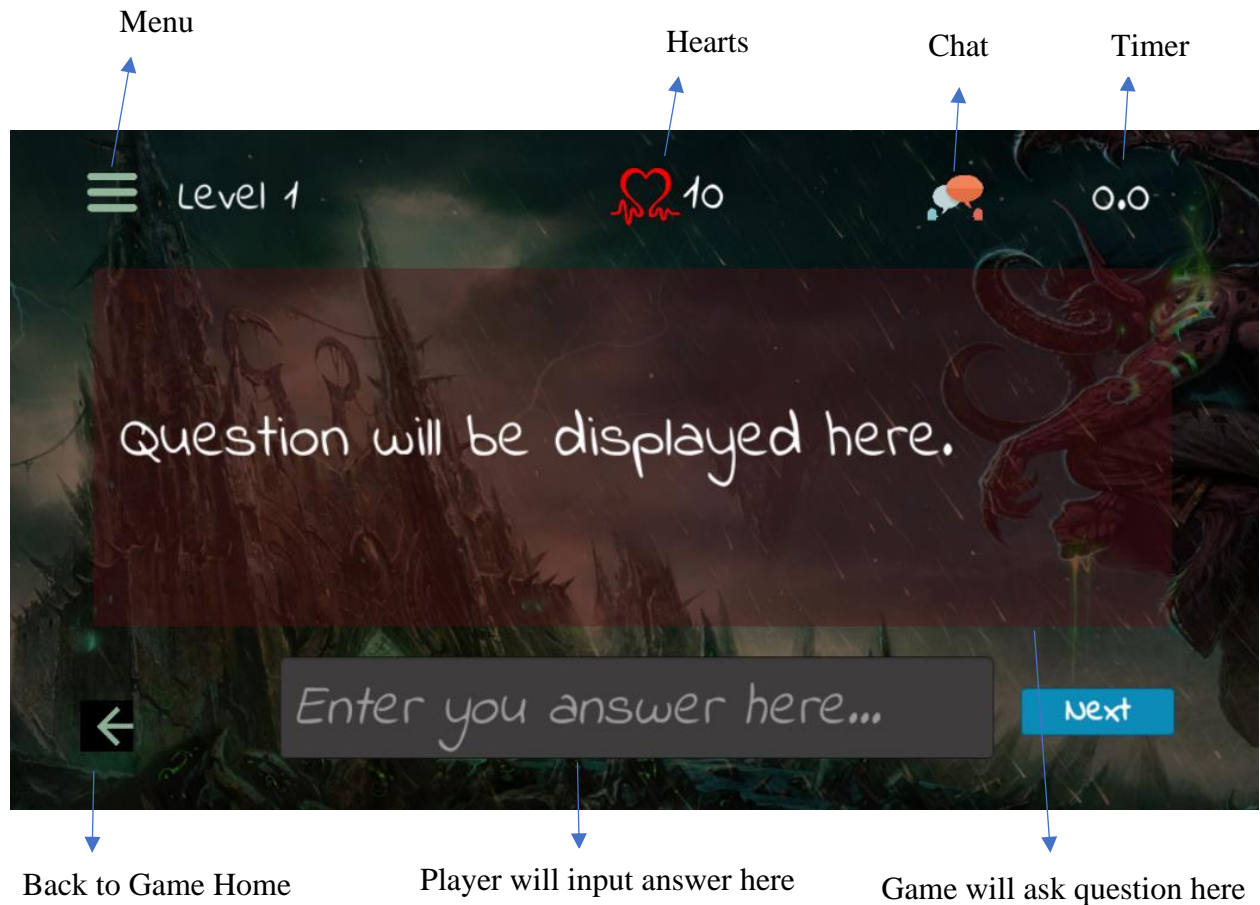 Menu
Hearts
Chat
Timer
Level 1
10
0.0
Question will be displayed here.
Enter you answer here...
Next
Back to Game Home
Player will input answer here
Game will ask question here